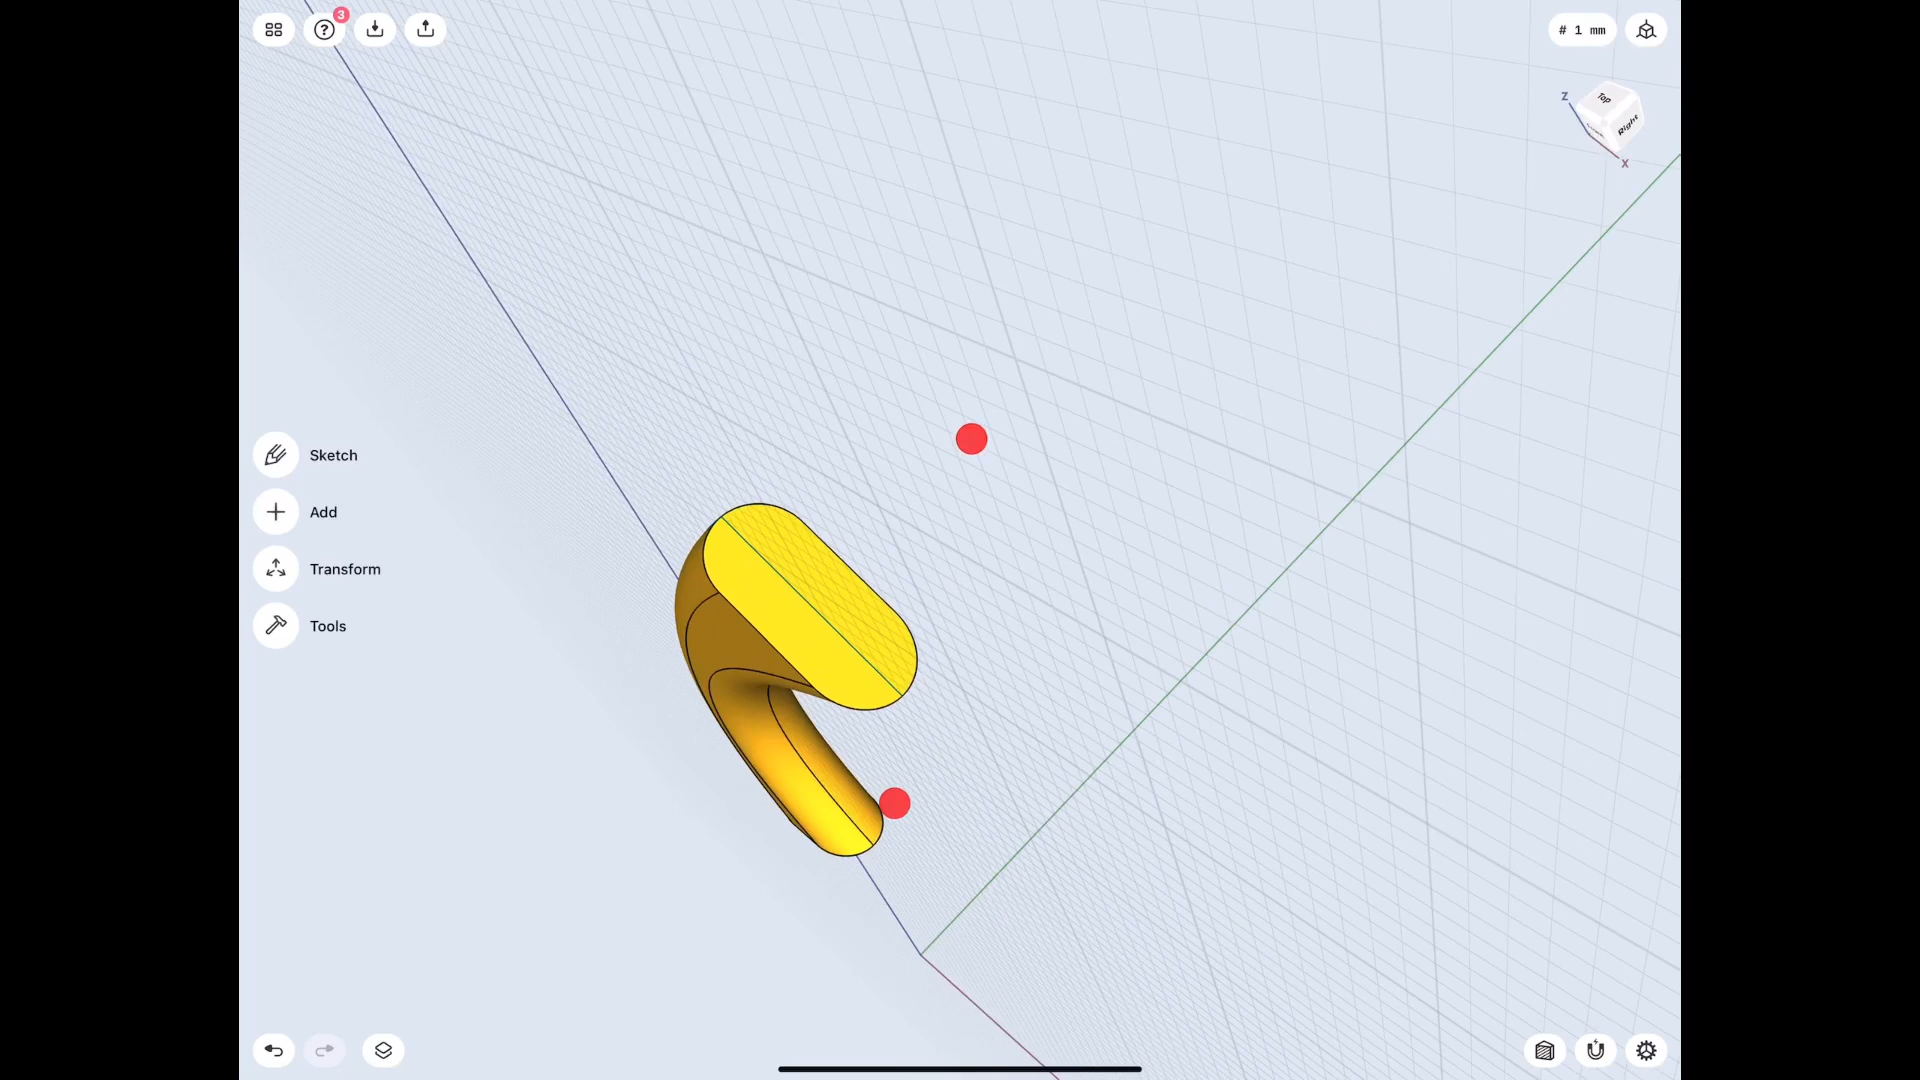 3
# 1 mm
Z
Top
Right
X
Sketch
Add
Transform
Tools